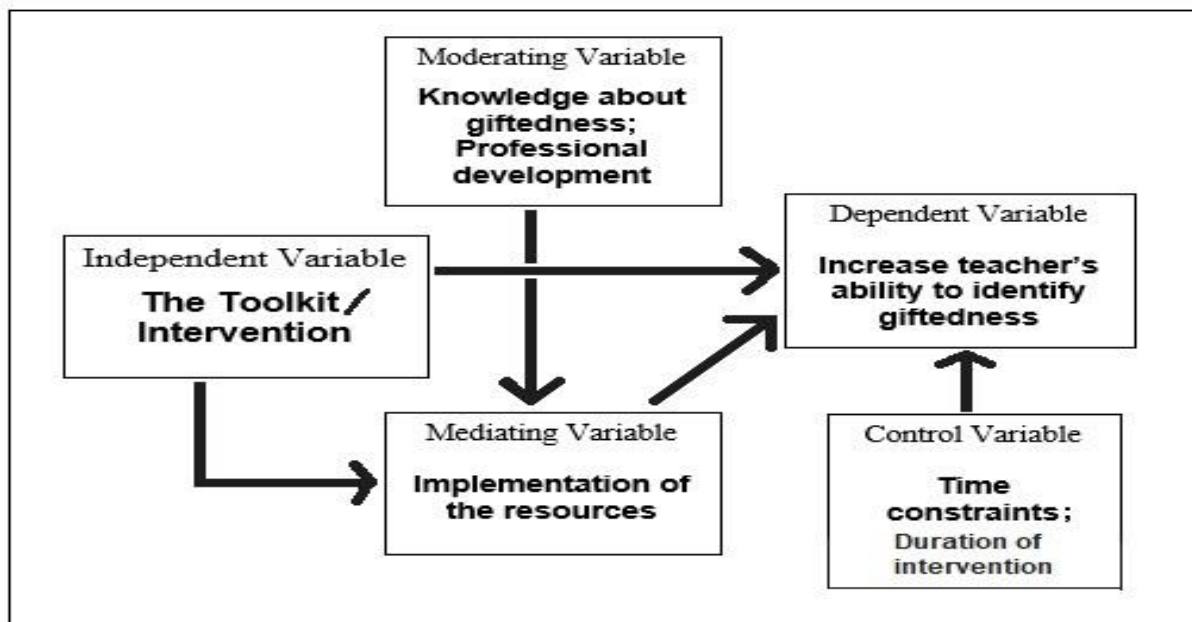 Moderating Variable
Knowledge about
giftedness;
Professional
development
Independent Variable
The Toolkit/
Intervention
Dependent Variable
Increase teacher’s
ability to identify
giftedness
Mediating Variable
Implementation of
the resources
Control Variable
Time
constraints;
Duration of
intervention